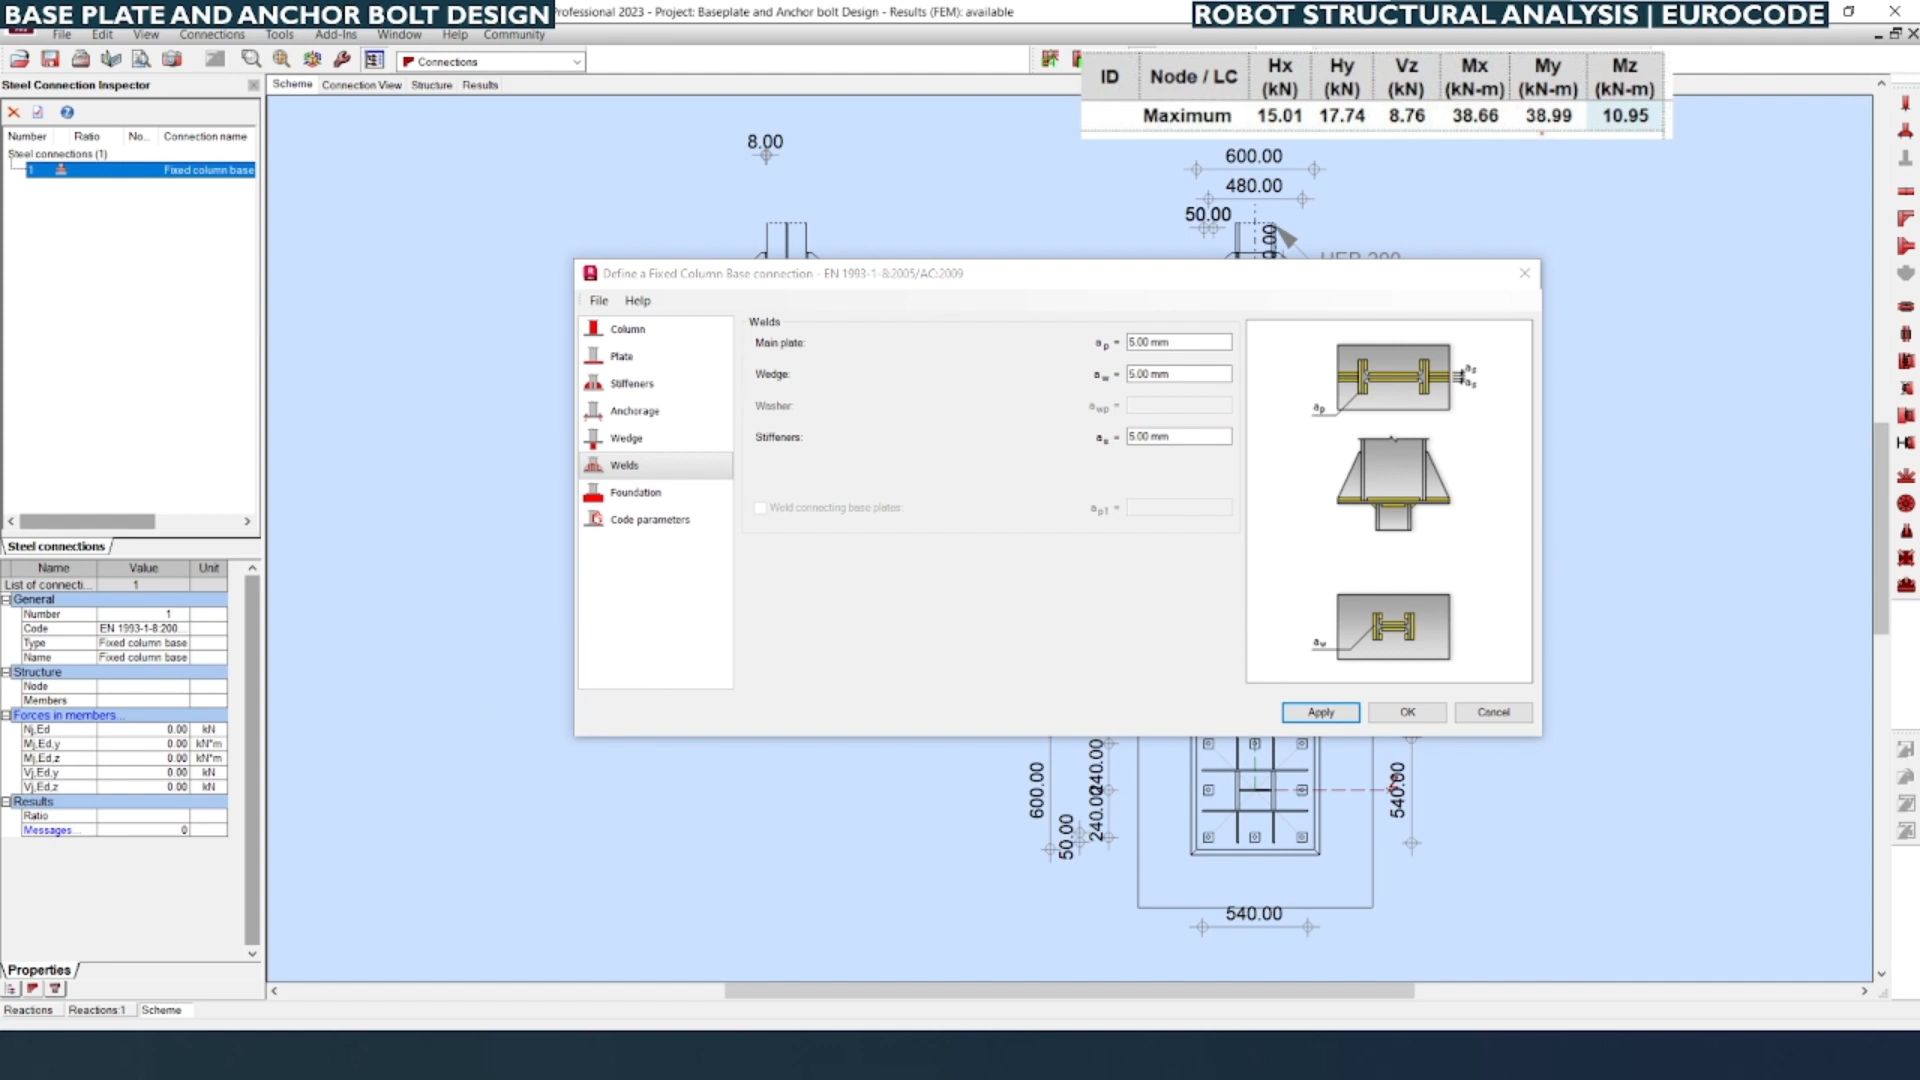 BASE PLATE AND ANCHOR BOLT DESIGN
Professional 2023 - Project: Baseplate and Anchor bolt Design - Results (FEM): available
ROBOT STRUCTURAL ANALYSIS | EUROCODE
File Edit View Connections Tools Add-Ins Window Help Community
Connections
Steel Connection Inspector
Scheme Connection View Structure Results
Number Ratio No... Connection name
Steel connections (1)
1 Fixed column base
ID Node / LC Hx (kN) Hy (kN) Vz (kN) Mx (kN-m) My (kN-m) Mz (kN-m)
Maximum 15.01 17.74 8.76 38.66 38.99 10.95
8.00
600.00
480.00
50.00
Define a Fixed Column Base connection - EN 1993-1-8:2005/AC:2009
File Help
Column
Plate
Stiffeners
Anchorage
Wedge
Welds
Foundation
Code parameters
Welds
Main plate: ap = 5.00 mm
Wedge: aw = 5.00 mm
Washer: awp =
Stiffeners: as = 5.00 mm
Weld connecting base plates: ap1 =
as
as
ap
aw
Apply OK Cancel
Steel connections
Name Value Unit
List of connecti... 1
General
Number 1
Code EN 1993-1-8:200...
Type Fixed column base
Name Fixed column base
Structure
Node
Members
Forces in members...
Nj,Ed 0.00 kN
Mj,Ed,y 0.00 kN*m
Mj,Ed,z 0.00 kN*m
Vj,Ed,y 0.00 kN
Vj,Ed,z 0.00 kN
Results
Ratio
Messages... 0
600.00
50.00
240.00
240.00
540.00
540.00
Properties
Reactions Reactions:1 Scheme